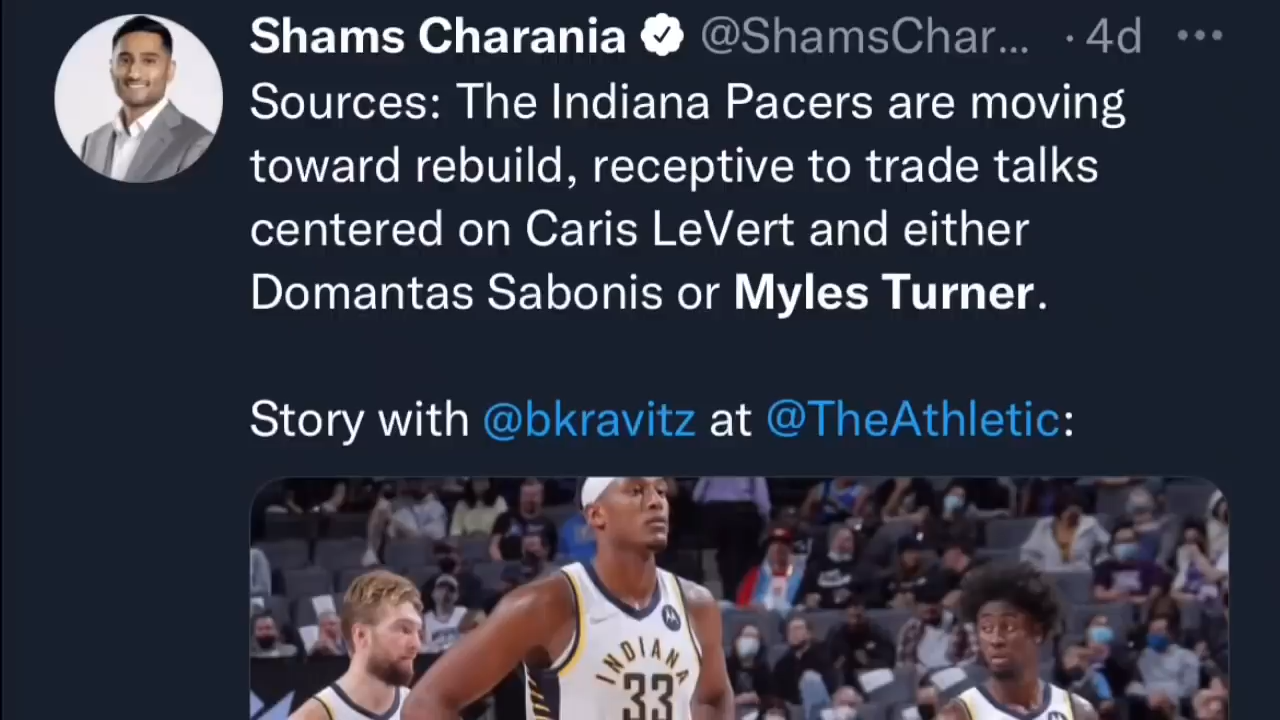 Shams Charania @ShamsChar... · 4d
Sources: The Indiana Pacers are moving
toward rebuild, receptive to trade talks
centered on Caris LeVert and either
Domantas Sabonis or Myles Turner.
Story with @bkravitz at @TheAthletic:
INDIANA
33